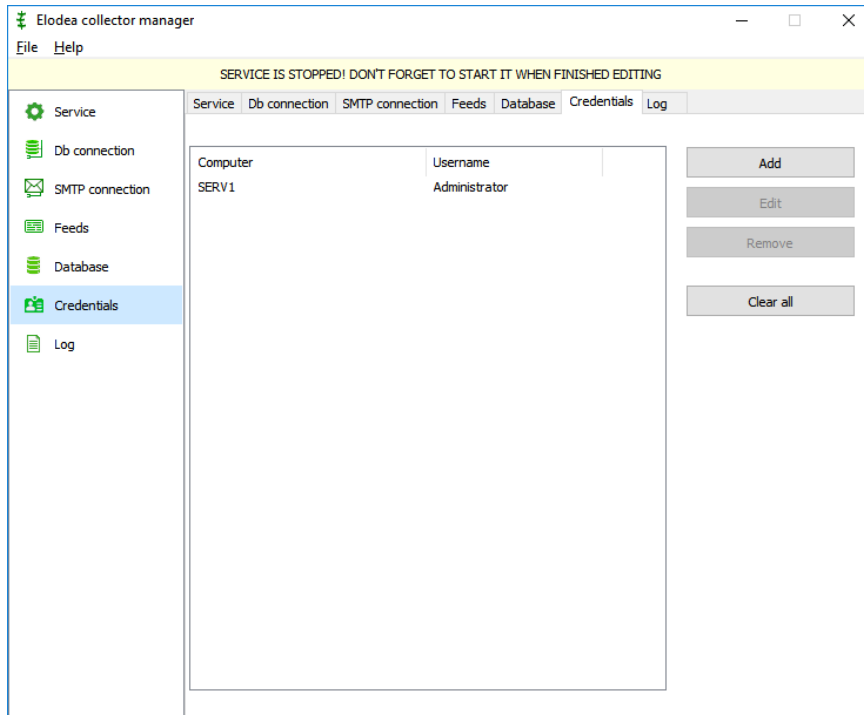 Elodea collector manager
File Help
SERVICE IS STOPPED! DON'T FORGET TO START IT WHEN FINISHED EDITING
Service
Db connection
SMTP connection
Feeds
Database
Credentials
Log
Service Db connection SMTP connection Feeds Database Credentials Log
Computer Username
SERV1 Administrator
Add
Edit
Remove
Clear all